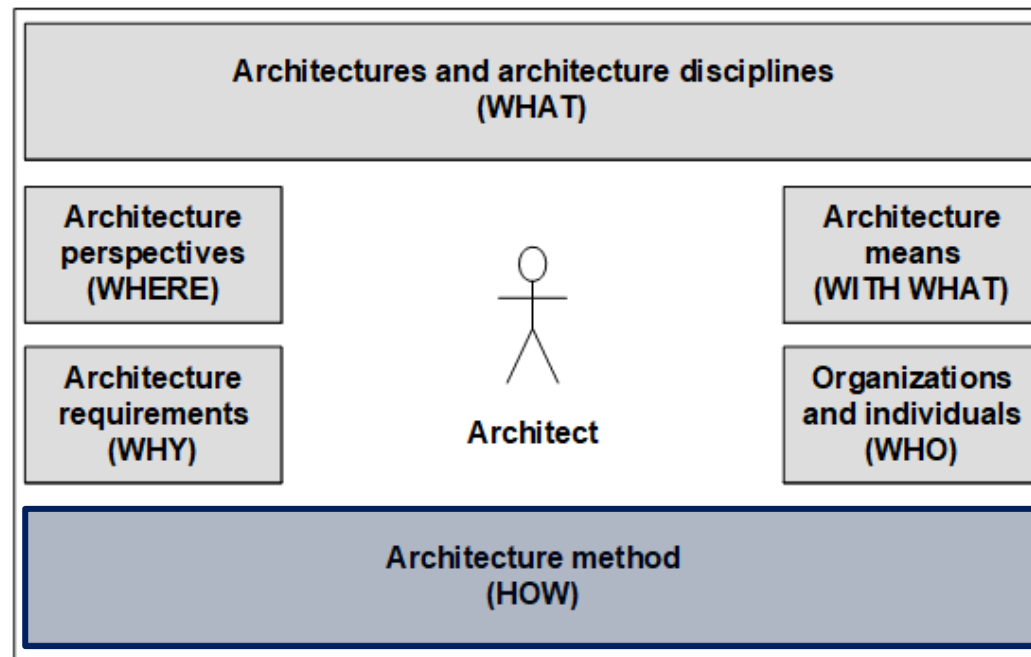 Architectures and architecture disciplines
(WHAT)
Architecture
perspectives
(WHERE)
Architecture
means
(WITH WHAT)
Architecture
requirements
(WHY)
Architect
Organizations
and individuals
(WHO)
Architecture method
(HOW)